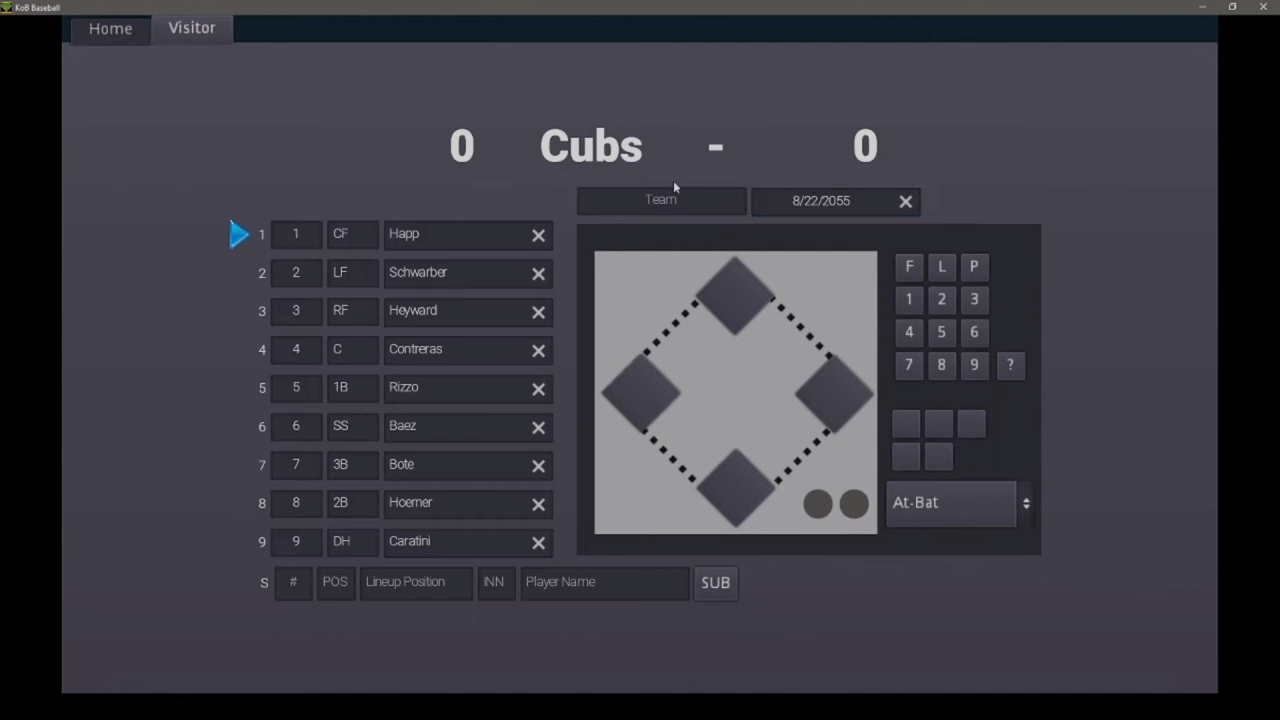 KoB Baseball
Home Visitor
0 Cubs - 0
Team 8/22/2055
1 1 CF Happ
2 2 LF Schwarber
3 3 RF Heyward
4 4 C Contreras
5 5 1B Rizzo
6 6 SS Baez
7 7 3B Bote
8 8 2B Hoerner
9 9 DH Caratini
S # POS Lineup Position INN Player Name SUB
F L P
1 2 3
4 5 6
7 8 9 ?
At-Bat